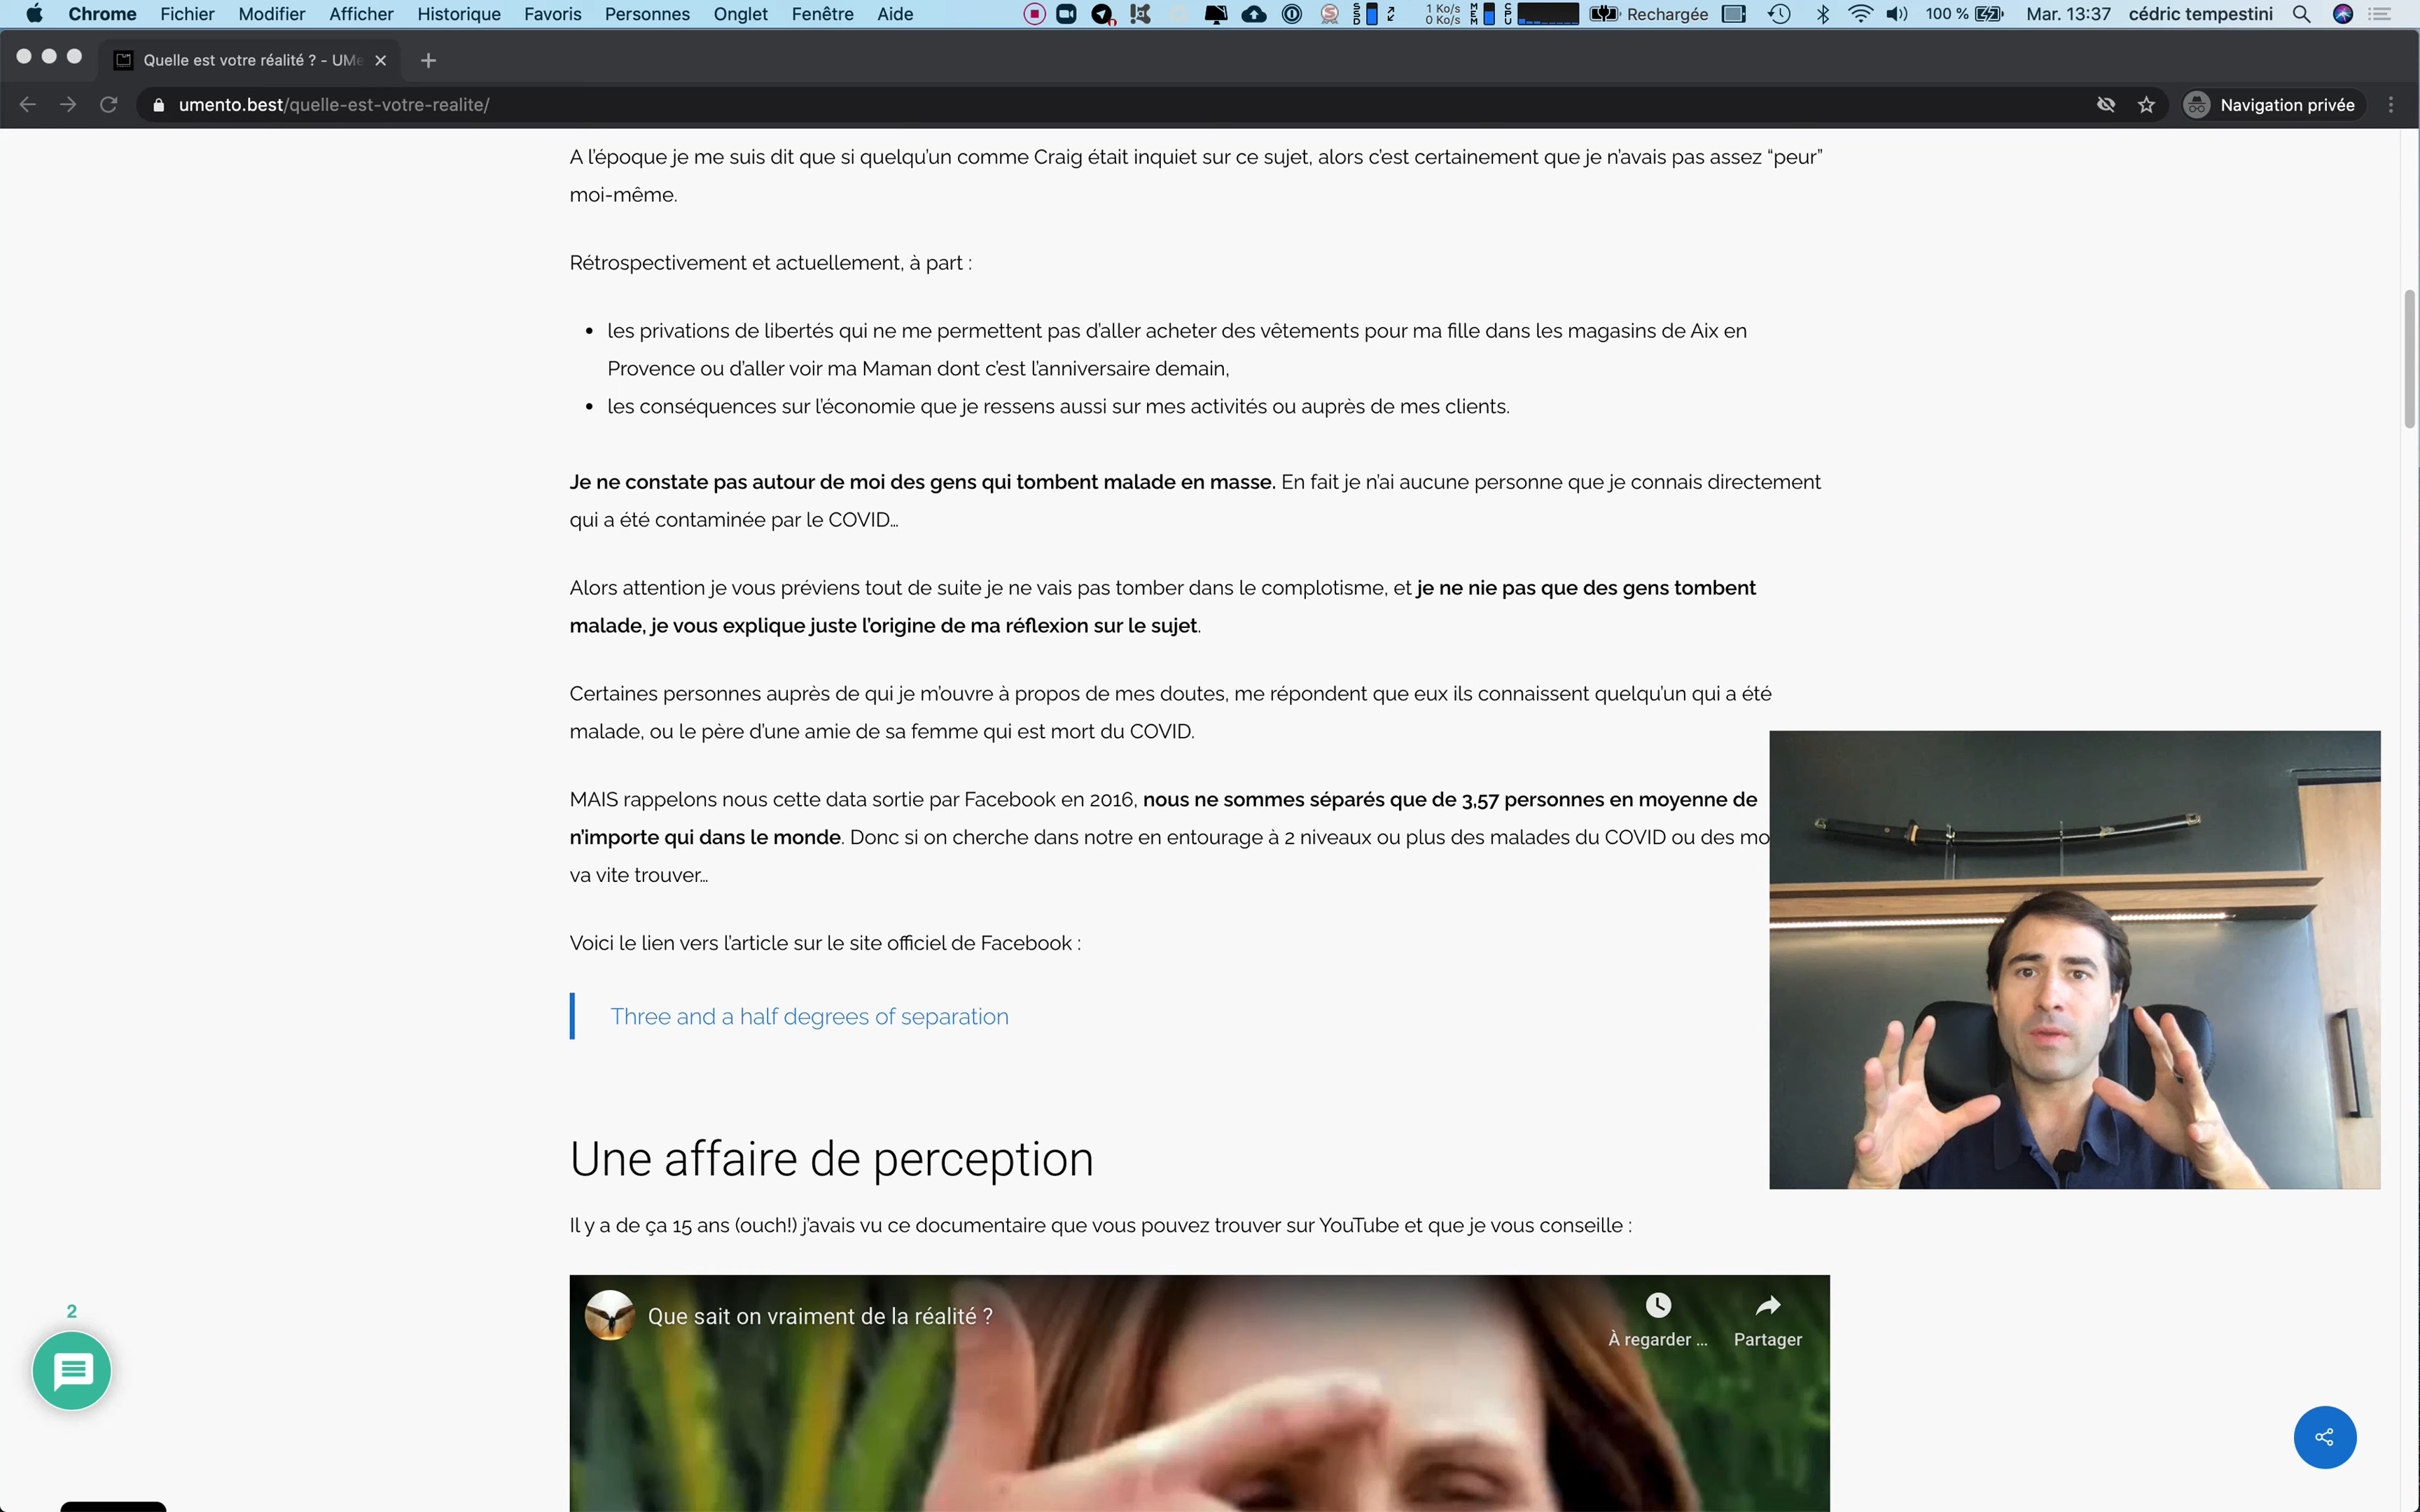 Chrome Fichier Modifier Afficher Historique Favoris Personnes Onglet Fenêtre Aide 1 Ko/s 0 Ko/s Rechargée 100 % Mar. 13:37 cédric tempestini
Quelle est votre réalité ? - UMe
umento.best/quelle-est-votre-realite/ Navigation privée
A l'époque je me suis dit que si quelqu'un comme Craig était inquiet sur ce sujet, alors c'est certainement que je n'avais pas assez “peur”
moi-même.
Rétrospectivement et actuellement, à part :
• les privations de libertés qui ne me permettent pas d'aller acheter des vêtements pour ma fille dans les magasins de Aix en
Provence ou d'aller voir ma Maman dont c'est l'anniversaire demain,
• les conséquences sur l'économie que je ressens aussi sur mes activités ou auprès de mes clients.
Je ne constate pas autour de moi des gens qui tombent malade en masse. En fait je n'ai aucune personne que je connais directement
qui a été contaminée par le COVID…
Alors attention je vous préviens tout de suite je ne vais pas tomber dans le complotisme, et je ne nie pas que des gens tombent
malade, je vous explique juste l'origine de ma réflexion sur le sujet.
Certaines personnes auprès de qui je m'ouvre à propos de mes doutes, me répondent que eux ils connaissent quelqu'un qui a été
malade, ou le père d'une amie de sa femme qui est mort du COVID.
MAIS rappelons nous cette data sortie par Facebook en 2016, nous ne sommes séparés que de 3,57 personnes en moyenne de
n'importe qui dans le monde. Donc si on cherche dans notre en entourage à 2 niveaux ou plus des malades du COVID ou des mo
va vite trouver…
Voici le lien vers l'article sur le site officiel de Facebook :
Three and a half degrees of separation
Une affaire de perception
Il y a de ça 15 ans (ouch!) j'avais vu ce documentaire que vous pouvez trouver sur YouTube et que je vous conseille :
Que sait on vraiment de la réalité ?
À regarder ... Partager
2